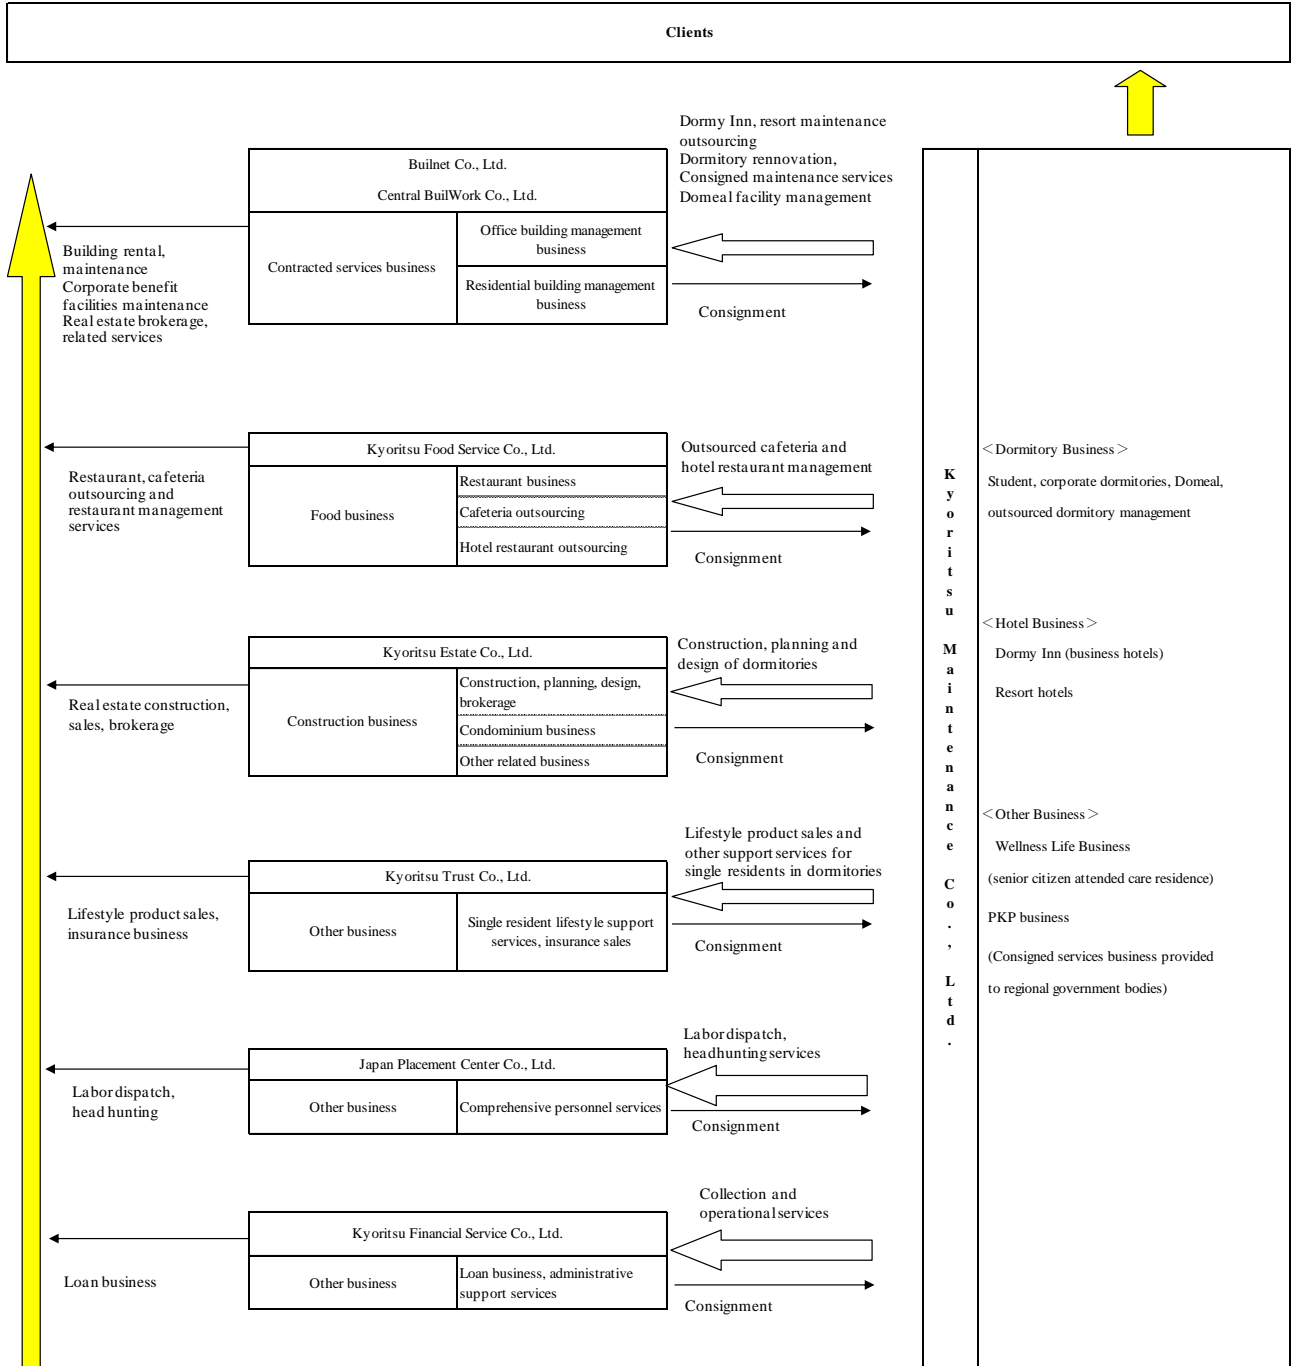 Clients
Dormy Inn, resort maintenance
outsourcing
Dormitory rennovation,
Consigned maintenance services
Domeal facility management
Builnet Co., Ltd.
Central BuilWork Co., Ltd.
Contracted services business
Office building management
business
Residential building management
business
Building rental,
maintenance
Corporate benefit
facilities maintenance
Real estate brokerage,
related services
Consignment
Kyoritsu Food Service Co., Ltd.
Food business
Restaurant business
Cafeteria outsourcing
Hotel restaurant outsourcing
Restaurant, cafeteria
outsourcing and
restaurant management
services
Outsourced cafeteria and
hotel restaurant management
Consignment
Kyoritsu Estate Co., Ltd.
Construction business
Construction, planning, design,
brokerage
Condominium business
Other related business
Real estate construction,
sales, brokerage
Construction, planning and
design of dormitories
Consignment
Kyoritsu Trust Co., Ltd.
Other business
Single resident lifestyle support
services, insurance sales
Lifestyle product sales,
insurance business
Lifestyle product sales and
other support services for
single residents in dormitories
Consignment
Japan Placement Center Co., Ltd.
Other business
Comprehensive personnel services
Labor dispatch,
head hunting
Labor dispatch,
headhunting services
Consignment
Kyoritsu Financial Service Co., Ltd.
Other business
Loan business, administrative
support services
Loan business
Collection and
operational services
Consignment
Kyoritsu Maintenance Co., Ltd.
＜Dormitory Business＞
Student, corporate dormitories, Domeal,
outsourced dormitory management
＜Hotel Business＞
Dormy Inn (business hotels)
Resort hotels
＜Other Business＞
Wellness Life Business
(senior citizen attended care residence)
PKP business
(Consigned services business provided
to regional government bodies)